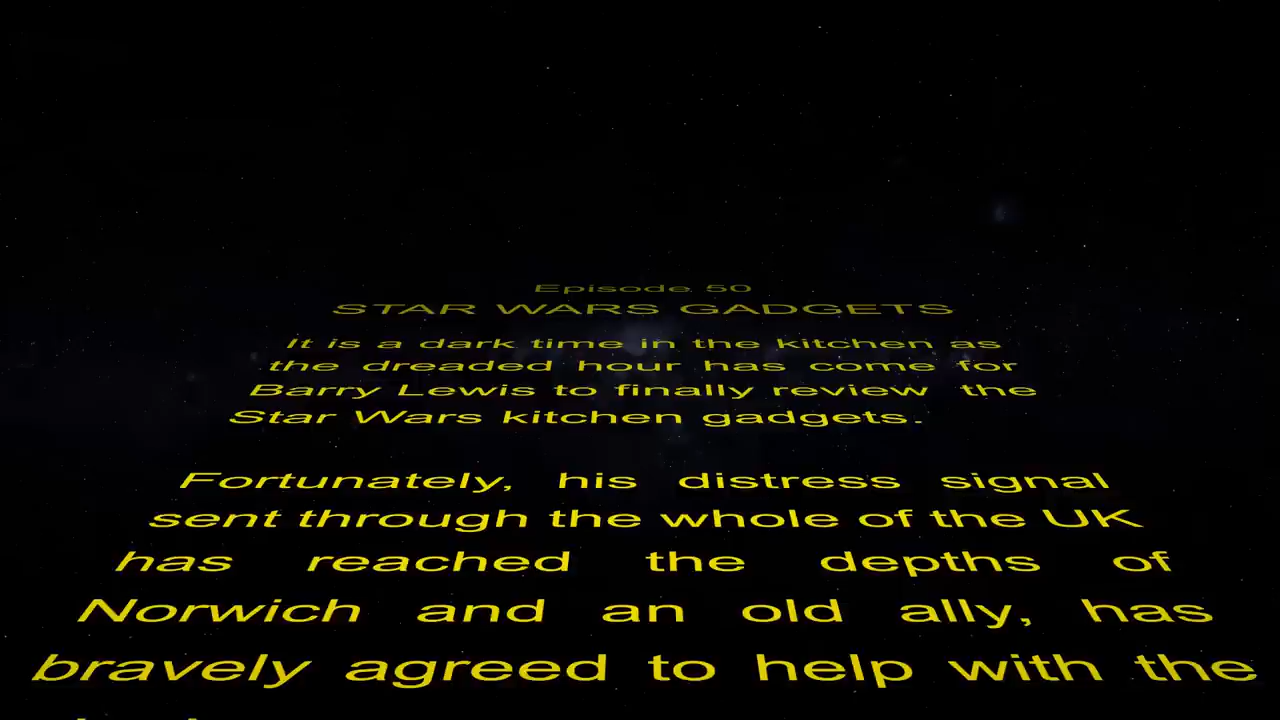 Episode 50
STAR WARS GADGETS
It is a dark time in the kitchen as
the dreaded hour has come for
Barry Lewis to finally review the
Star Wars kitchen gadgets.
Fortunately, his distress signal
sent through the whole of the UK
has reached the depths of
Norwich and an old ally, has
bravely agreed to help with the